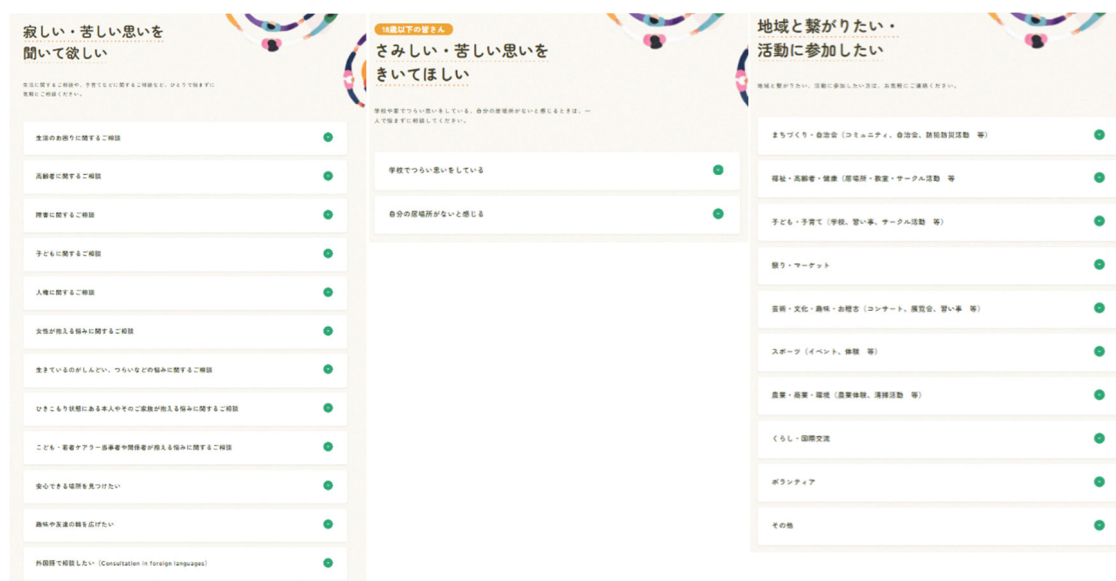 寂しい・苦しい思いを
聞いて欲しい
生活に関するご相談や、子育てなどに関するご相談など、ひとりで悩まずに
気軽にご相談ください。
生活のお困りに関するご相談
高齢者に関するご相談
障害に関するご相談
子どもに関するご相談
人権に関するご相談
女性が抱える悩みに関するご相談
生きているのがしんどい、つらいなどの悩みに関するご相談
ひきこもり状態にある本人やそのご家族が抱える悩みに関するご相談
こども・若者ケアラー当事者や関係者が抱える悩みに関するご相談
安心できる場所を見つけたい
趣味や友達の輪を広げたい
外国語で相談したい（Consultation in foreign languages）
18歳以下の皆さん
さみしい・苦しい思いを
きいてほしい
学校や家でつらい思いをしている、自分の居場所がないと感じるときは、一
人で悩まずに相談してください。
学校でつらい思いをしている
自分の居場所がないと感じる
地域と繋がりたい・
活動に参加したい
地域と繋がりたい、活動に参加したい方は、お気軽にご連絡ください。
まちづくり・自治会（コミュニティ、自治会、防犯防災活動　等）
福祉・高齢者・健康（居場所・教室・サークル活動　等
子ども・子育て（学校、習い事、サークル活動　等）
祭り・マーケット
芸術・文化・趣味・お稽古（コンサート、展覧会、習い事　等）
スポーツ（イベント、体験　等）
農業・商業・環境（農業体験、清掃活動　等）
くらし・国際交流
ボランティア
その他